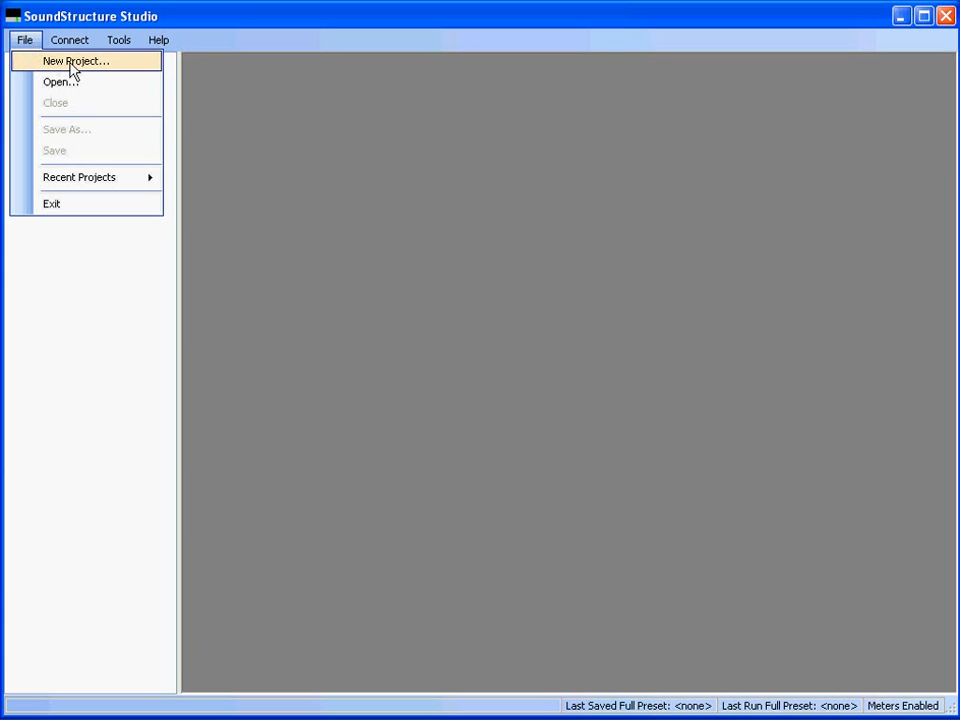 SoundStructure Studio
File Connect Tools Help
New Project...
Open...
Close
Save As...
Save
Recent Projects
Exit
Last Saved Full Preset: <none> Last Run Full Preset: <none> Meters Enabled